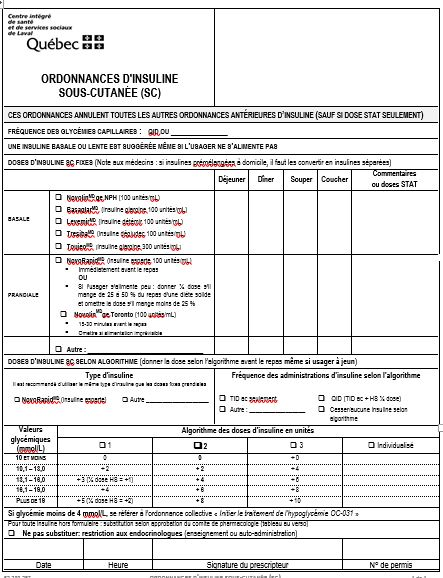 Centre intégré
de santé
et de services sociaux
de Laval
Québec
ORDONNANCES D'INSULINE
SOUS-CUTANÉE (SC)
CES ORDONNANCES ANNULENT TOUTES LES AUTRES ORDONNANCES ANTÉRIEURES D'INSULINE (SAUF SI DOSE STAT SEULEMENT)
FRÉQUENCE DES GLYCÉMIES CAPILLAIRES : QID OU
UNE INSULINE BASALE OU LENTE EST SUGGÉRÉE MÊME SI L'USAGER NE S'ALIMENTE PAS
DOSES D'INSULINE SC FIXES (Note aux médecins : si insulines prémélangées à domicile, il faut les convertir en insulines séparées)
Déjeuner Dîner Souper Coucher Commentaires ou doses STAT
BASALE
Novolin MD ge NPH (100 unités/mL)
Basaglar MD (insuline glargine 100 unités/mL)
Levemir MD (insuline détémir 100 unités/mL)
Tresiba MD (insuline dégludec 100 unités/mL)
Toujeo MD (insuline glargine 300 unités/mL)
PRANDIALE
NovoRapid MD (insuline asparte 100 unités/mL)
Immédiatement avant le repas
OU
Si l'usager s'alimente peu : donner ½ dose s'il
mange de 25 à 50 % du repas d'une diète solide
et omettre la dose s'il mange moins de 25 %
Novolin MD ge Toronto (100 unités/mL)
15-30 minutes avant le repas
Omettre si alimentation imprévisible
Autre :
DOSES D'INSULINE SC SELON ALGORITHME (donner la dose selon l'algorithme avant le repas même si usager à jeun)
Type d'insuline
Il est recommandé d'utiliser le même type d'insuline que les doses fixes prandiales
NovoRapid MD (insuline asparte) Autre
Fréquence des administrations d'insuline selon l'algorithme
TID ac seulement QID (TID ac + HS ½ dose)
Autre : Cesser aucune insuline selon
algorithme
Valeurs
glycémiques
(mmol/L)
Algorithme des doses d'insuline en unités
1 2 3 Individualisé
10 ET MOINS 0 0 + 0
10,1 – 13,0 + 2 + 2 + 4
13,1 – 16,0 + 3 (½ dose HS = +1) + 4 + 6
16,1 – 19,0 + 4 + 6 + 8
PLUS DE 19 + 5 (½ dose HS = +2) + 8 + 10
Si glycémie moins de 4 mmol/L, se référer à l'ordonnance collective « Initier le traitement de l'hypoglycémie OC-031 »
Pour toute insuline hors formulaire : substitution selon approbation du comité de pharmacologie (tableau au verso)
Ne pas substituer: restriction aux endocrinologues (enseignement ou auto-administration)
Date Heure Signature du prescripteur N° de permis
ORDONNANCES D'INSULINE SOUS-CUTANÉE (SC)